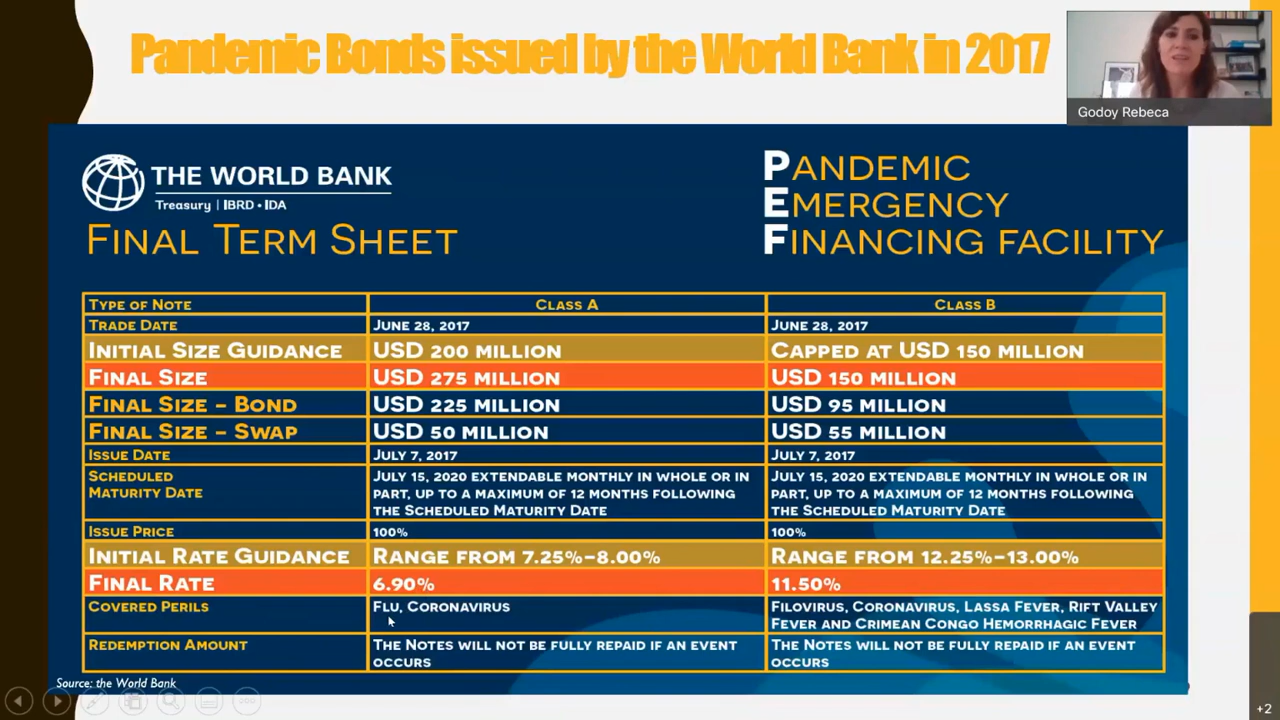 Pandemic Bonds issued by the World Bank in 2017
Godoy Rebeca
THE WORLD BANK
Treasury | IBRD • IDA
FINAL TERM SHEET
PANDEMIC
EMERGENCY
FINANCING FACILITY
TYPE OF NOTE CLASS A CLASS B
TRADE DATE JUNE 28, 2017 JUNE 28, 2017
INITIAL SIZE GUIDANCE USD 200 MILLION CAPPED AT USD 150 MILLION
FINAL SIZE USD 275 MILLION USD 150 MILLION
FINAL SIZE – BOND USD 225 MILLION USD 95 MILLION
FINAL SIZE – SWAP USD 50 MILLION USD 55 MILLION
ISSUE DATE JULY 7, 2017 JULY 7, 2017
SCHEDULED
MATURITY DATE
JULY 15, 2020 EXTENDABLE MONTHLY IN WHOLE OR IN
PART, UP TO A MAXIMUM OF 12 MONTHS FOLLOWING
THE SCHEDULED MATURITY DATE
JULY 15, 2020 EXTENDABLE MONTHLY IN WHOLE OR IN
PART, UP TO A MAXIMUM OF 12 MONTHS FOLLOWING
THE SCHEDULED MATURITY DATE
ISSUE PRICE 100% 100%
INITIAL RATE GUIDANCE RANGE FROM 7.25%–8.00% RANGE FROM 12.25%–13.00%
FINAL RATE 6.90% 11.50%
COVERED PERILS FLU, CORONAVIRUS
FILOVIRUS, CORONAVIRUS, LASSA FEVER, RIFT VALLEY
FEVER AND CRIMEAN CONGO HEMORRHAGIC FEVER
REDEMPTION AMOUNT
THE NOTES WILL NOT BE FULLY REPAID IF AN EVENT
OCCURS
THE NOTES WILL NOT BE FULLY REPAID IF AN EVENT
OCCURS
Source: the World Bank
+2